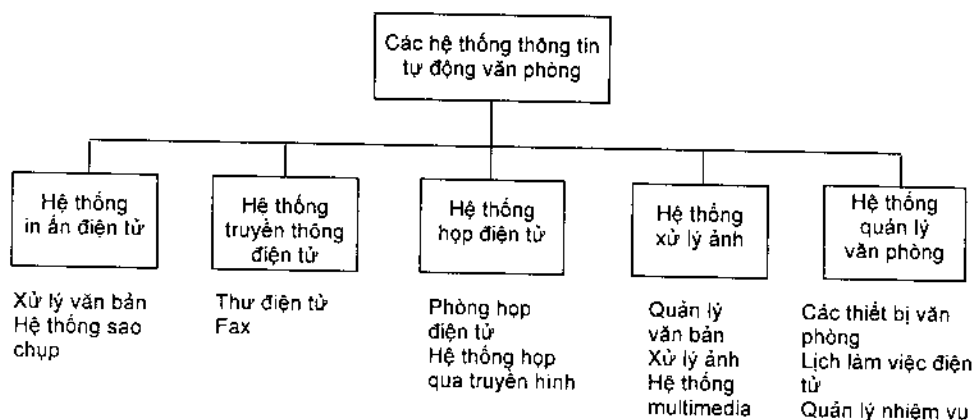 Các hệ thống thông tin
tự động văn phòng
Hệ thống
in ấn điện tử
Hệ thống
truyền thông
điện tử
Hệ thống
họp điện tử
Hệ thống
xử lý ảnh
Hệ thống
quản lý
văn phòng
Xử lý văn bản
Hệ thống sao
chụp
Thư điện tử
Fax
Phòng họp
điện tử
Hệ thống họp
qua truyền hình
Quản lý
văn bản
Xử lý ảnh
Hệ thống
multimedia
Các thiết bị văn
phòng
Lịch làm việc điện
tử
Quản lý nhiệm vụ